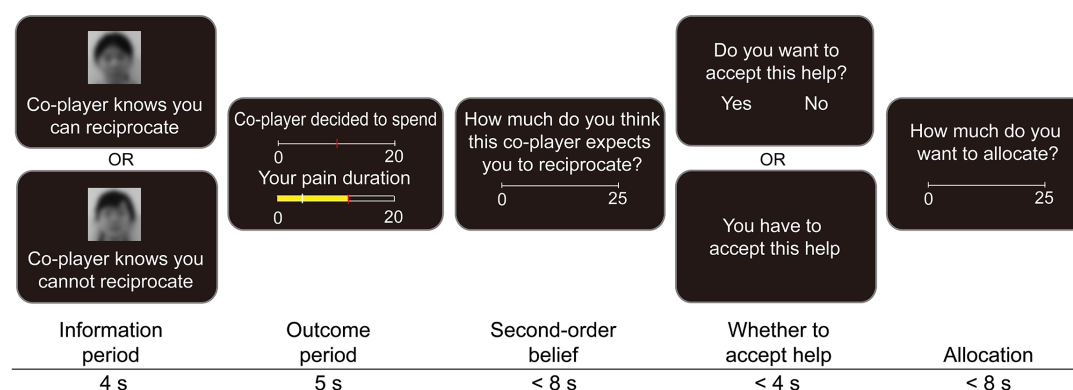 Co-player knows you
can reciprocate
OR
Co-player knows you
cannot reciprocate
Co-player decided to spend
0 20
Your pain duration
0 20
How much do you think
this co-player expects
you to reciprocate?
0 25
Do you want to
accept this help?
Yes No
OR
You have to
accept this help
How much do you
want to allocate?
0 25
Information
period
Outcome
period
Second-order
belief
Whether to
accept help
Allocation
4 s
5 s
< 8 s
< 4 s
< 8 s